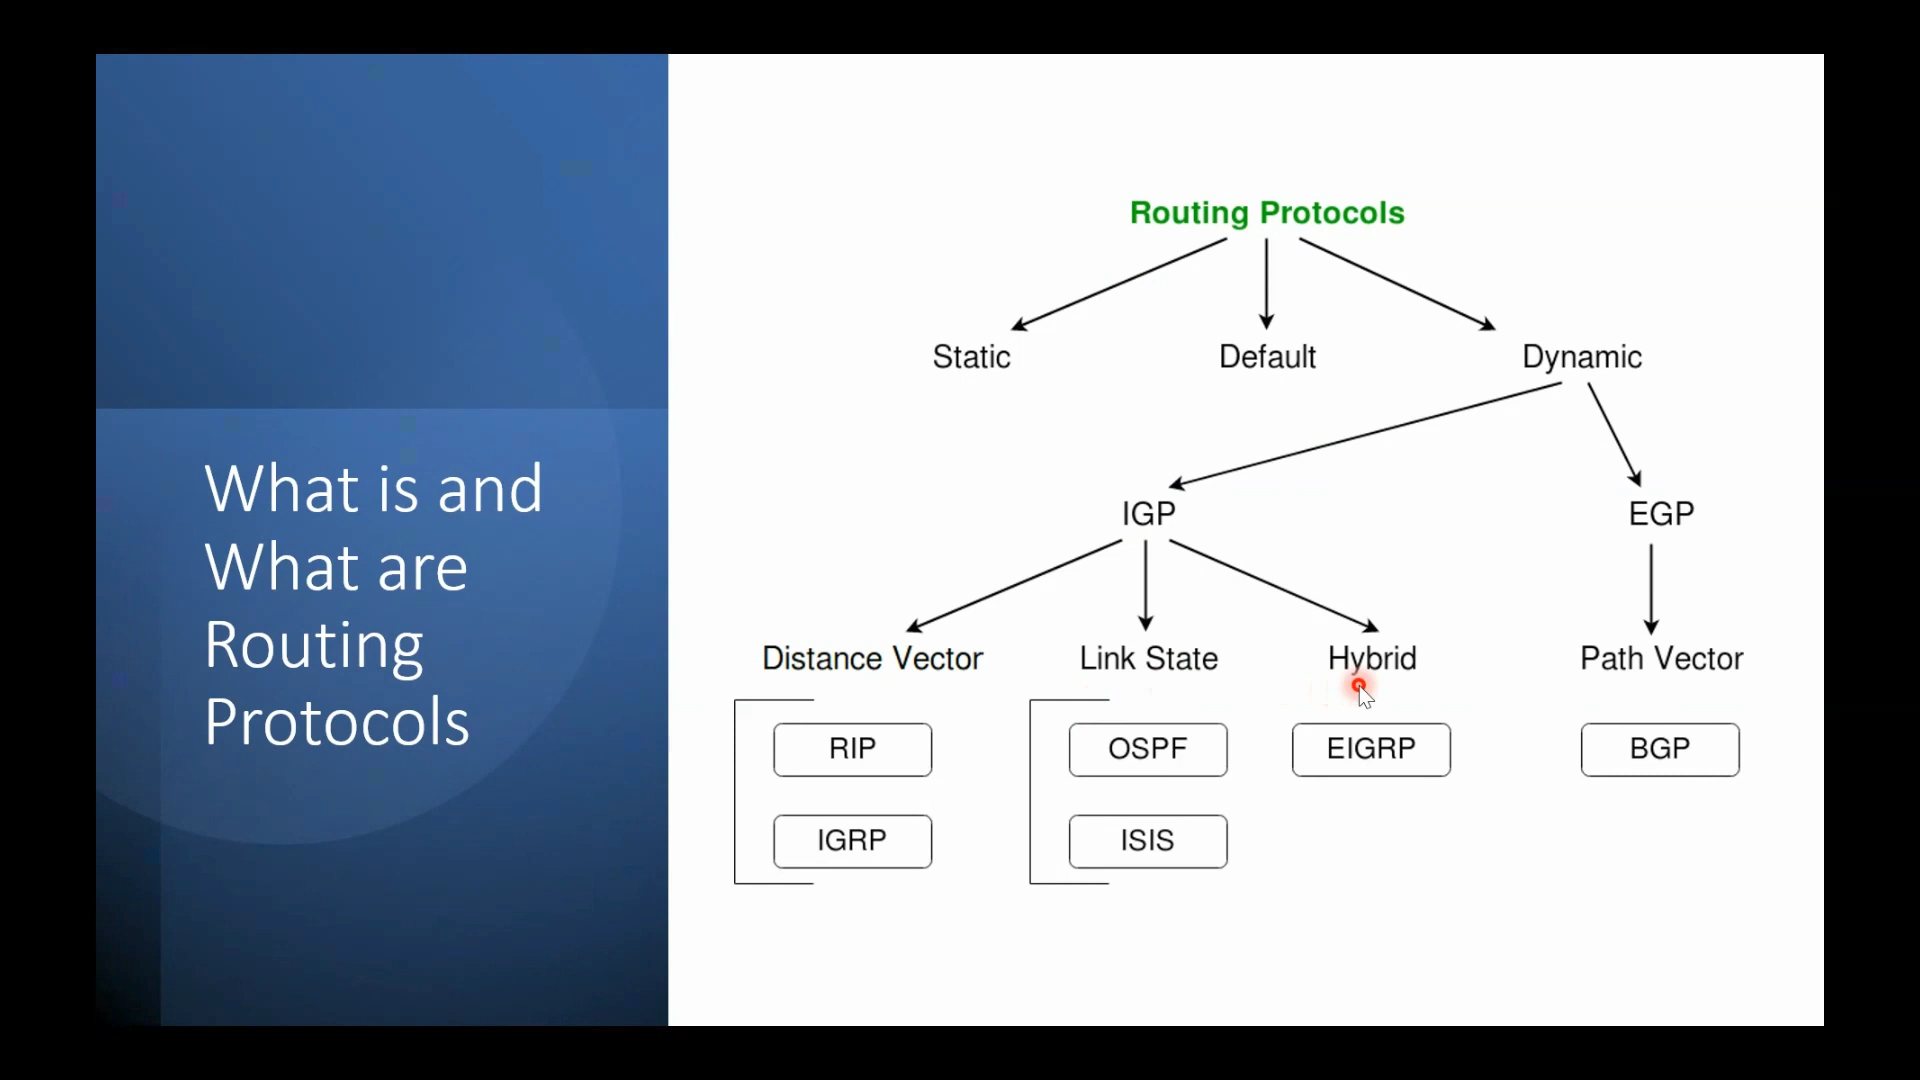 What is and
What are
Routing
Protocols
Routing Protocols
Static Default Dynamic
IGP EGP
Distance Vector Link State Hybrid Path Vector
RIP OSPF EIGRP BGP
IGRP ISIS